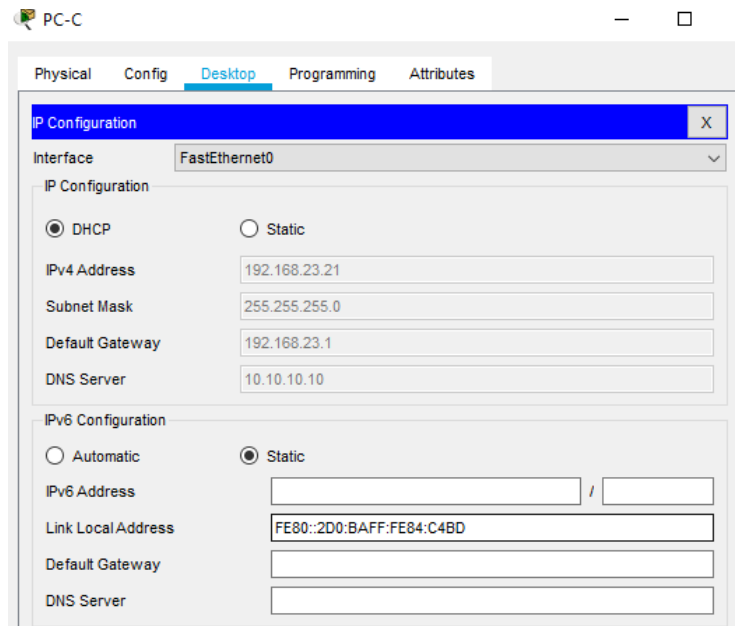 PC-C
Physical Config Desktop Programming Attributes
IP Configuration X
Interface FastEthernet0
IP Configuration
DHCP Static
IPv4 Address 192.168.23.21
Subnet Mask 255.255.255.0
Default Gateway 192.168.23.1
DNS Server 10.10.10.10
IPv6 Configuration
Automatic Static
IPv6 Address /
Link Local Address FE80::2D0:BAFF:FE84:C4BD
Default Gateway
DNS Server